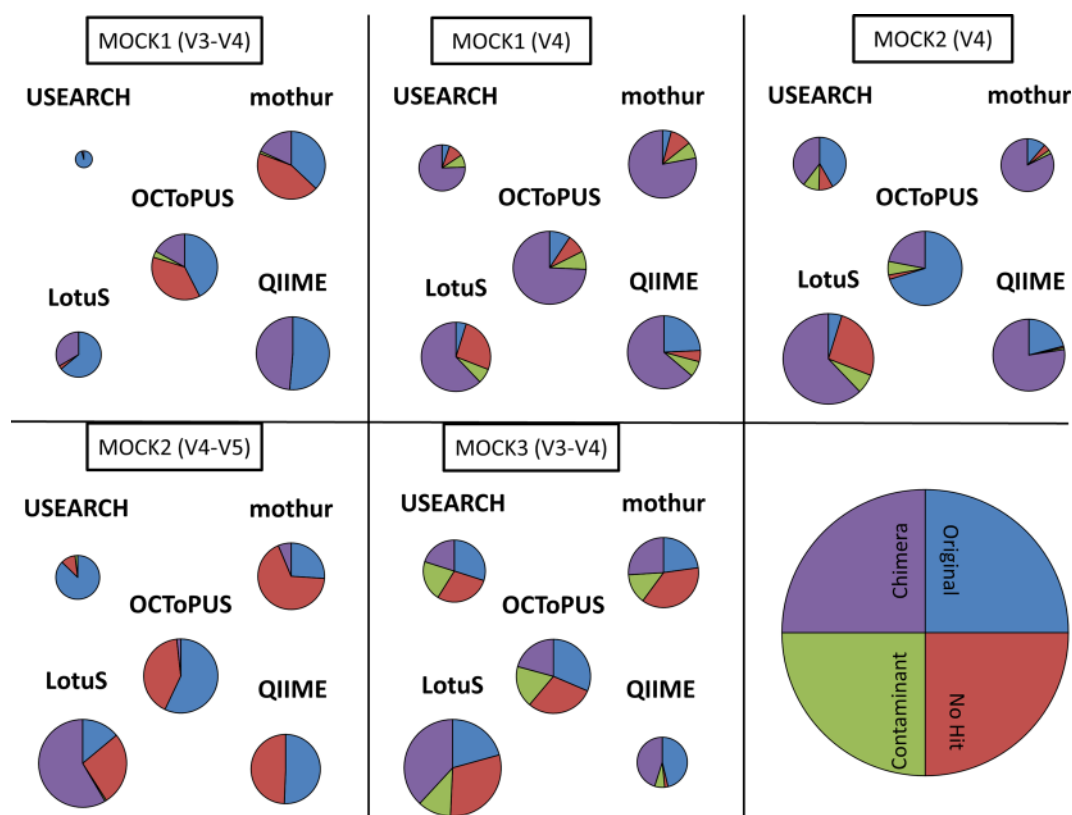 MOCK1 (V3-V4)
USEARCH
mothur
OCToPUS
LotuS
QIIME
MOCK1 (V4)
USEARCH
mothur
OCToPUS
LotuS
QIIME
MOCK2 (V4)
USEARCH
mothur
OCToPUS
LotuS
QIIME
MOCK2 (V4-V5)
USEARCH
mothur
OCToPUS
LotuS
QIIME
MOCK3 (V3-V4)
USEARCH
mothur
OCToPUS
LotuS
QIIME
Chimera
Original
Contaminant
No Hit